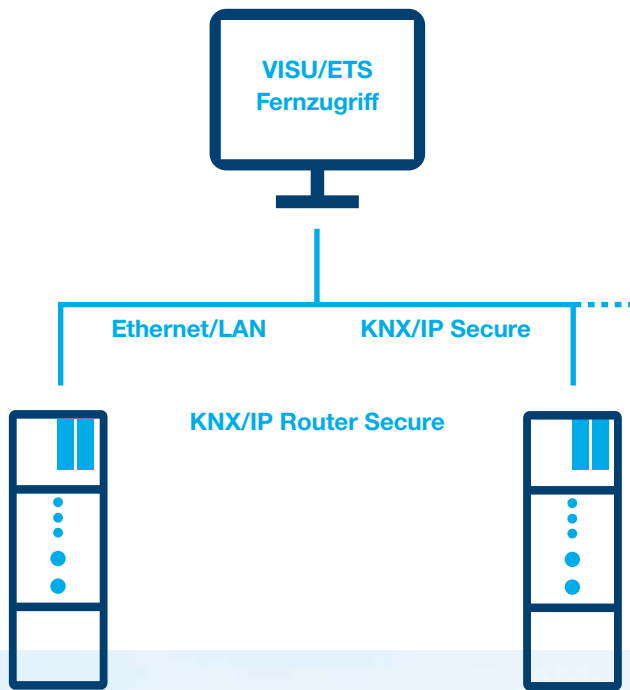 VISU/ETS
Fernzugriff
Ethernet/LAN
KNX/IP Secure
KNX/IP Router Secure